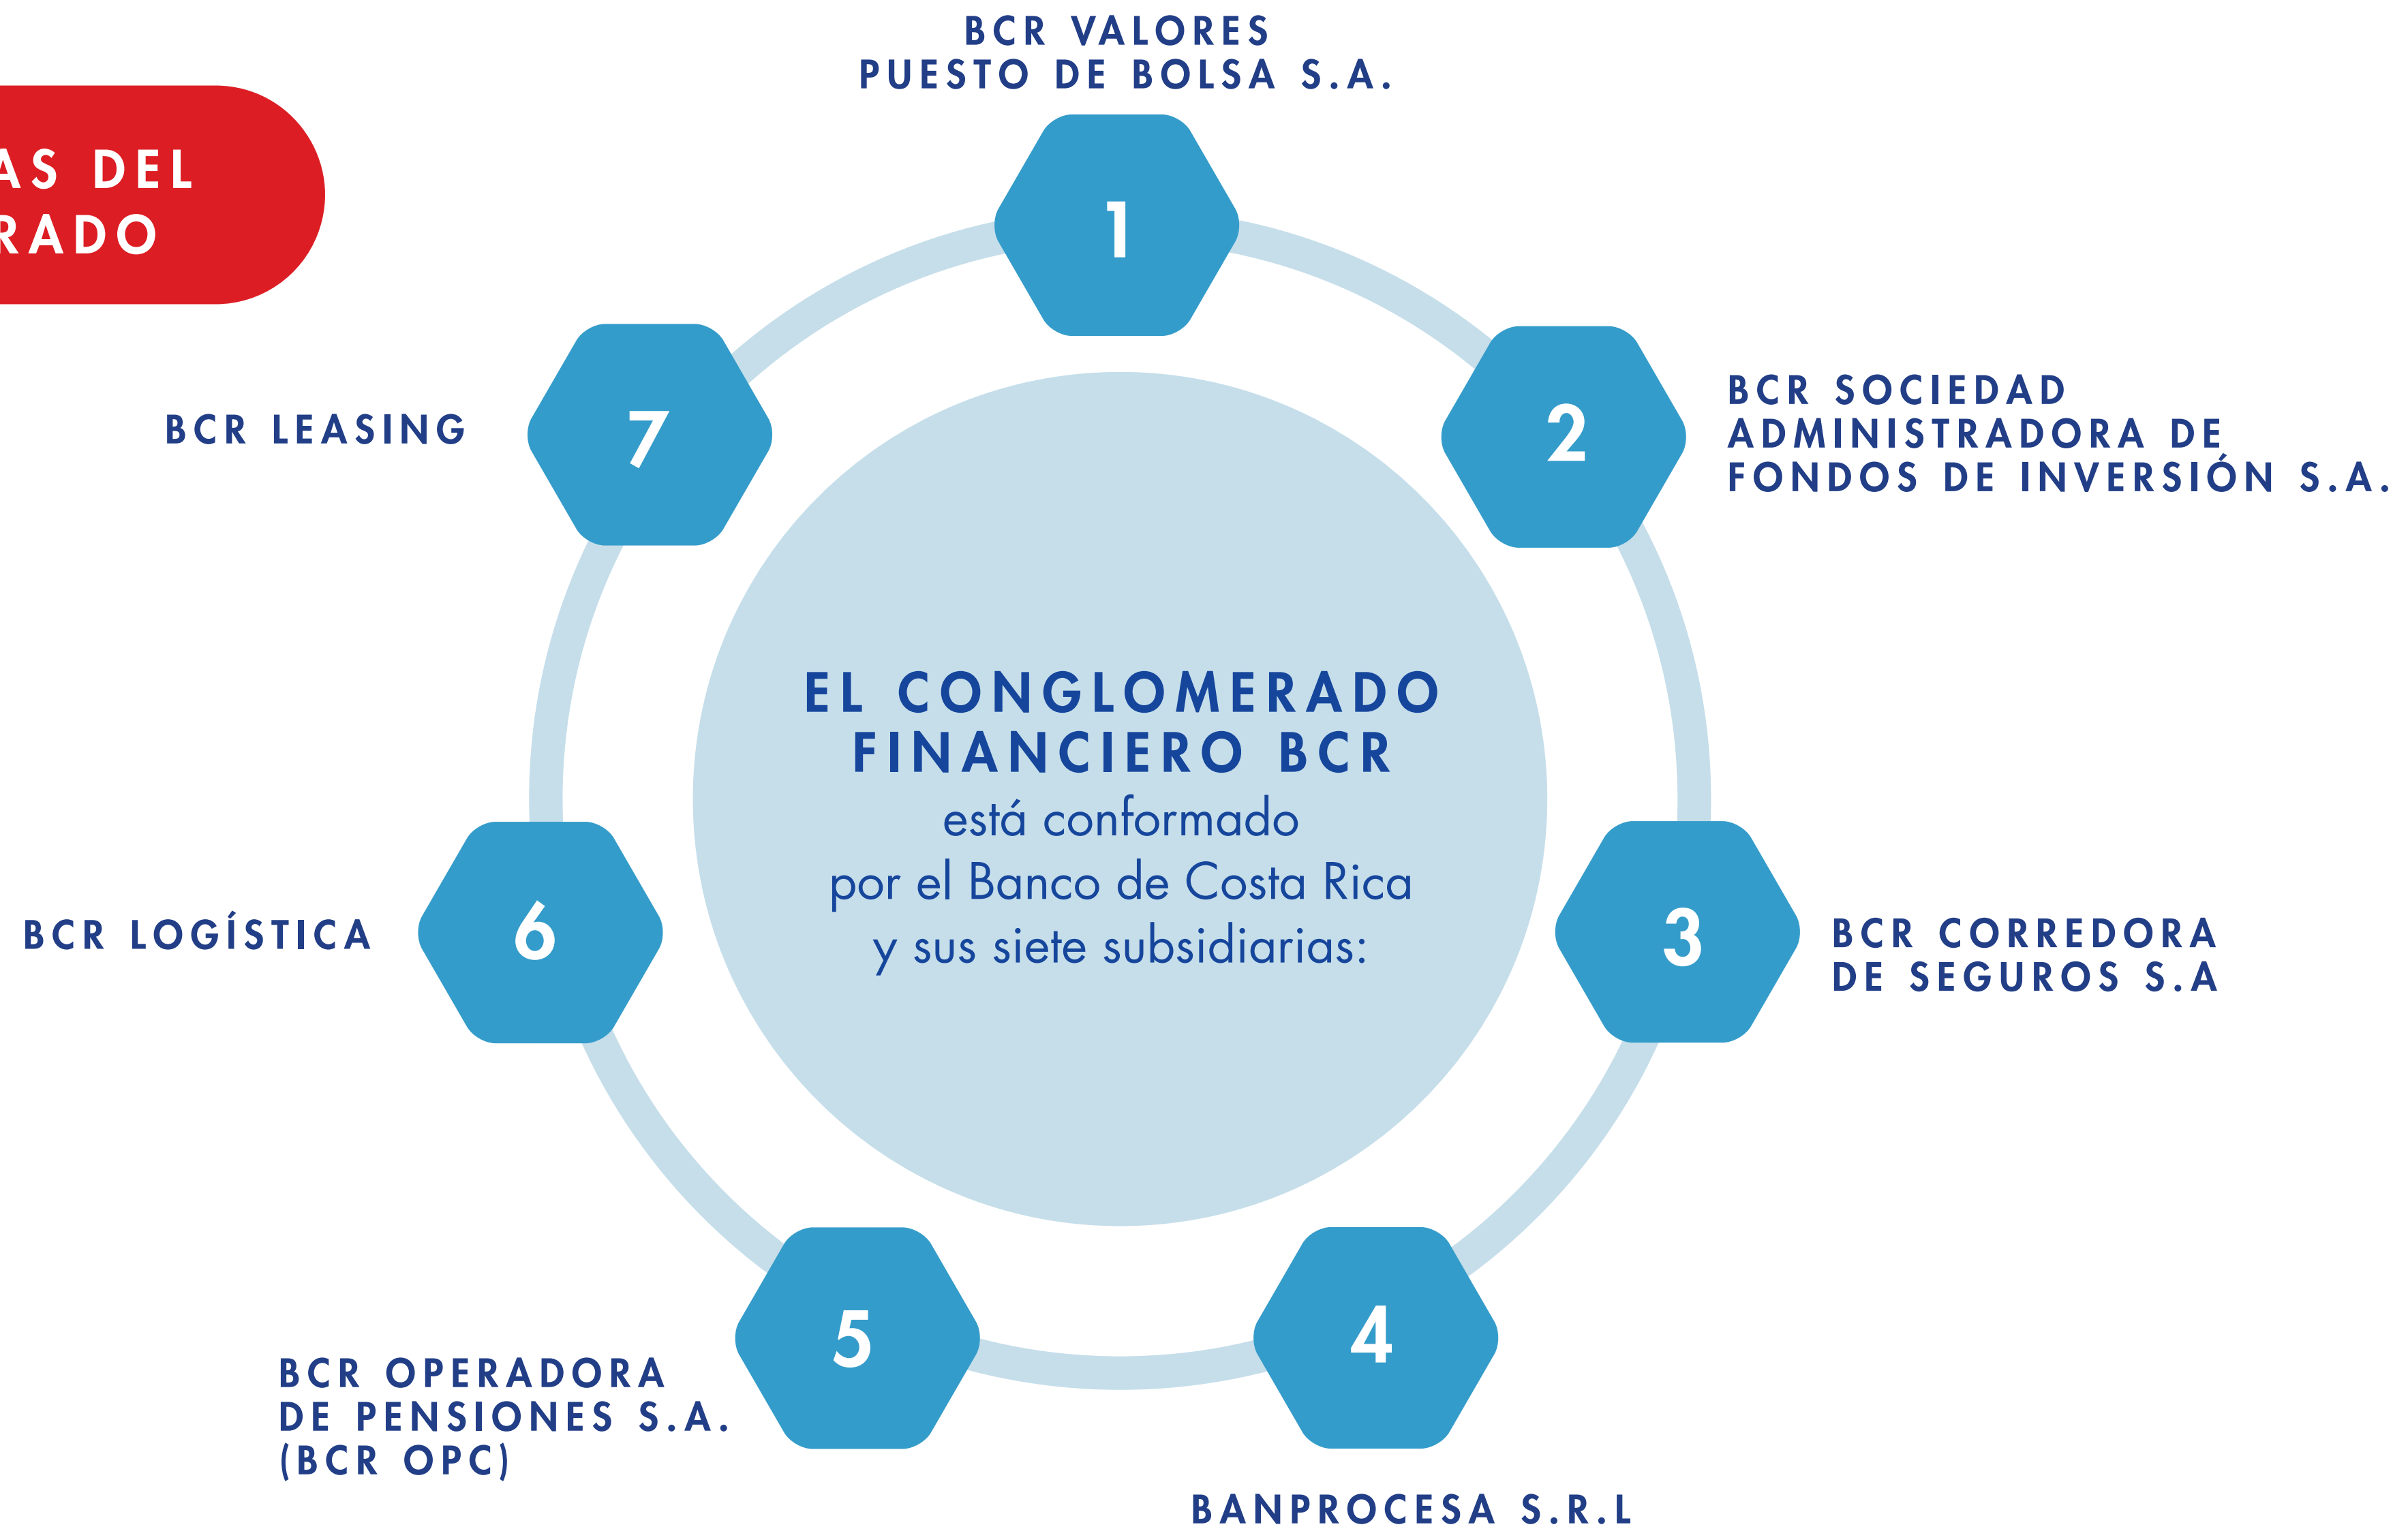 BCR VALORES
PUESTO DE BOLSA S.A.
DEL
1
7
2
BCR LEASING
BCR SOCIEDAD
ADMINISTRADORA DE
FONDOS DE INVERSIÓN S.A.
EL CONGLOMERADO
FINANCIERO BCR
está conformado
por el Banco de Costa Rica
y sus siete subsidiarias:
6
BCR LOGÍSTICA
3
BCR CORREDORA
DE SEGUROS S.A
5
4
BCR OPERADORA
DE PENSIONES S.A.
(BCR OPC)
BANPROCESA S.R.L